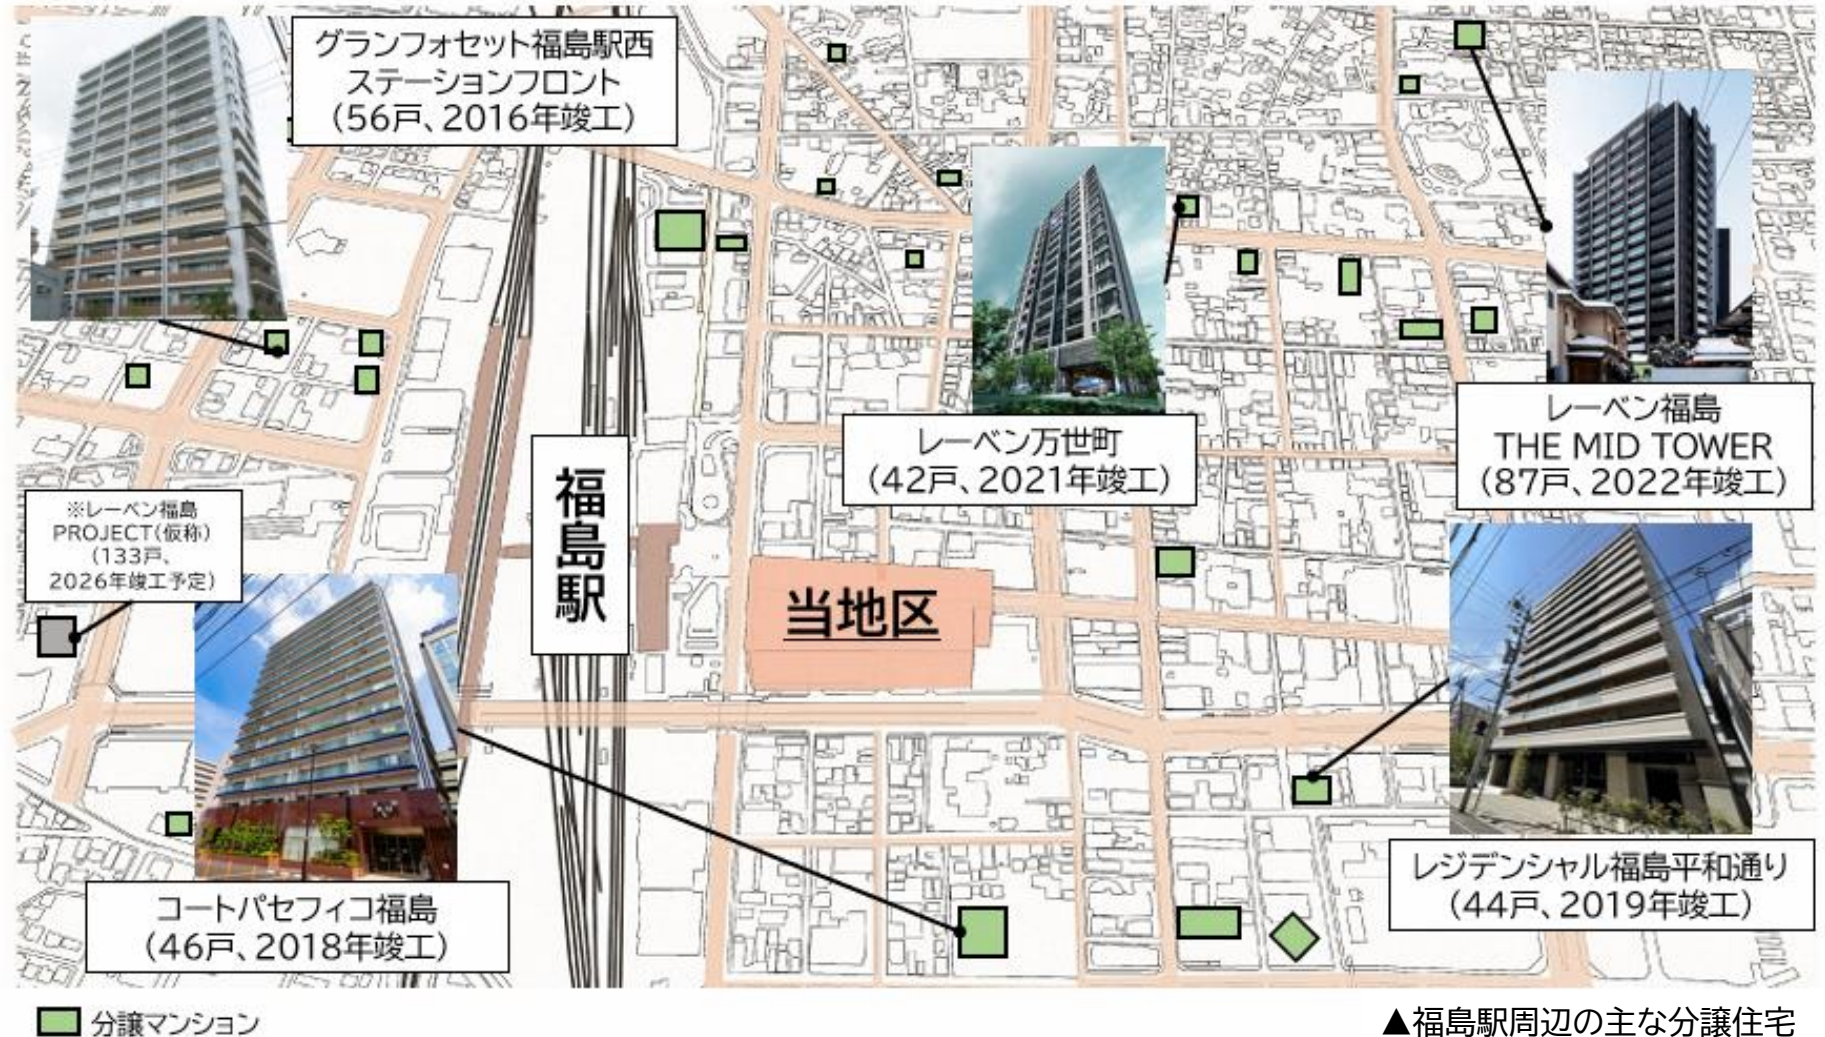 グランフォセット福島駅西
ステーションフロント
(56戸、2016年竣工)
レーベン万世町
(42戸、2021年竣工)
レーベン福島
THE MID TOWER
(87戸、2022年竣工)
※レーベン福島
PROJECT(仮称)
(133戸、
2026年竣工予定)
福島駅
当地区
コートパセフィコ福島
(46戸、2018年竣工)
レジデンシャル福島平和通り
(44戸、2019年竣工)
分譲マンション
▲福島駅周辺の主な分譲住宅